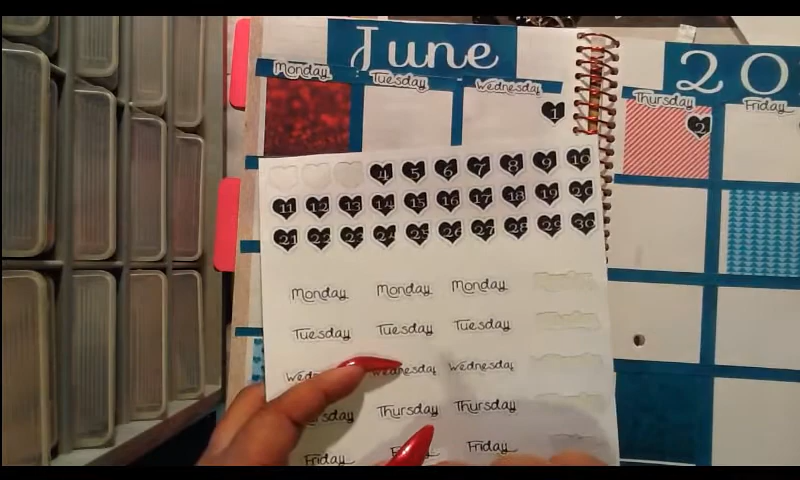 June 20
Monday Tuesday Wednesday Thursday Friday
1 2
4 5 6 7 8 9 10
11 12 13 14 15 16 17 18 19 20
21 22 23 24 25 26 27 28 29 30
Monday Monday Monday
Tuesday Tuesday Tuesday
Wednesday Wednesday
Thursday Thursday
Friday Friday